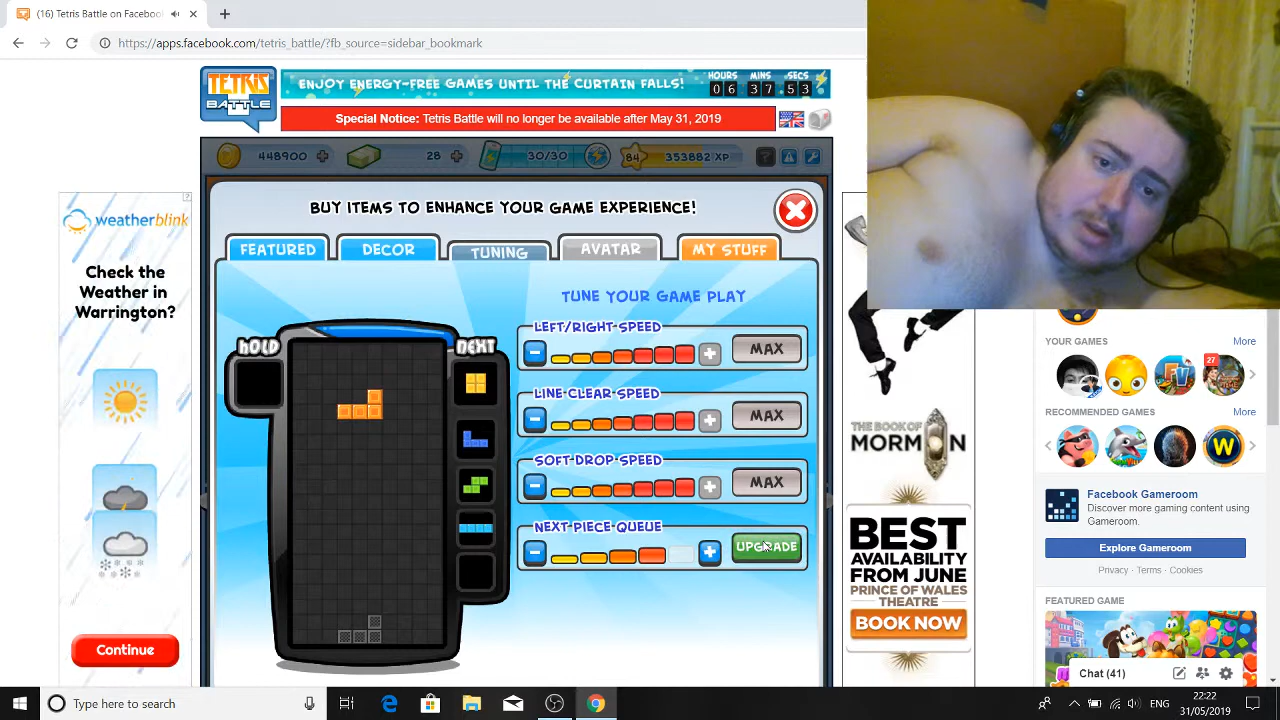 (16) Tetris Battle on Facebook
https://apps.facebook.com/tetris_battle/?fb_source=sidebar_bookmark
TETRIS
BATTLE
ENJOY ENERGY-FREE GAMES UNTIL THE CURTAIN FALLS!
HOURS MINS SECS
06 37 53
Special Notice: Tetris Battle will no longer be available after May 31, 2019
448900
28
30/30
84
353882 XP
BUY ITEMS TO ENHANCE YOUR GAME EXPERIENCE!
FEATURED
DECOR
TUNING
AVATAR
MY STUFF
TUNE YOUR GAME PLAY
HOLD
NEXT
LEFT/RIGHT SPEED
MAX
LINE CLEAR SPEED
MAX
SOFT DROP SPEED
MAX
NEXT PIECE QUEUE
UPGRADE
weatherblink
Check the
Weather in
Warrington?
Continue
THE BOOK OF
MORMON
BEST
AVAILABILITY
FROM JUNE
PRINCE OF WALES
THEATRE
BOOK NOW
YOUR GAMES
More
27
RECOMMENDED GAMES
More
W
Facebook Gameroom
Discover more gaming content using
Gameroom.
Explore Gameroom
Privacy · Terms · Cookies
FEATURED GAME
Chat (41)
Type here to search
ENG
22:22
31/05/2019